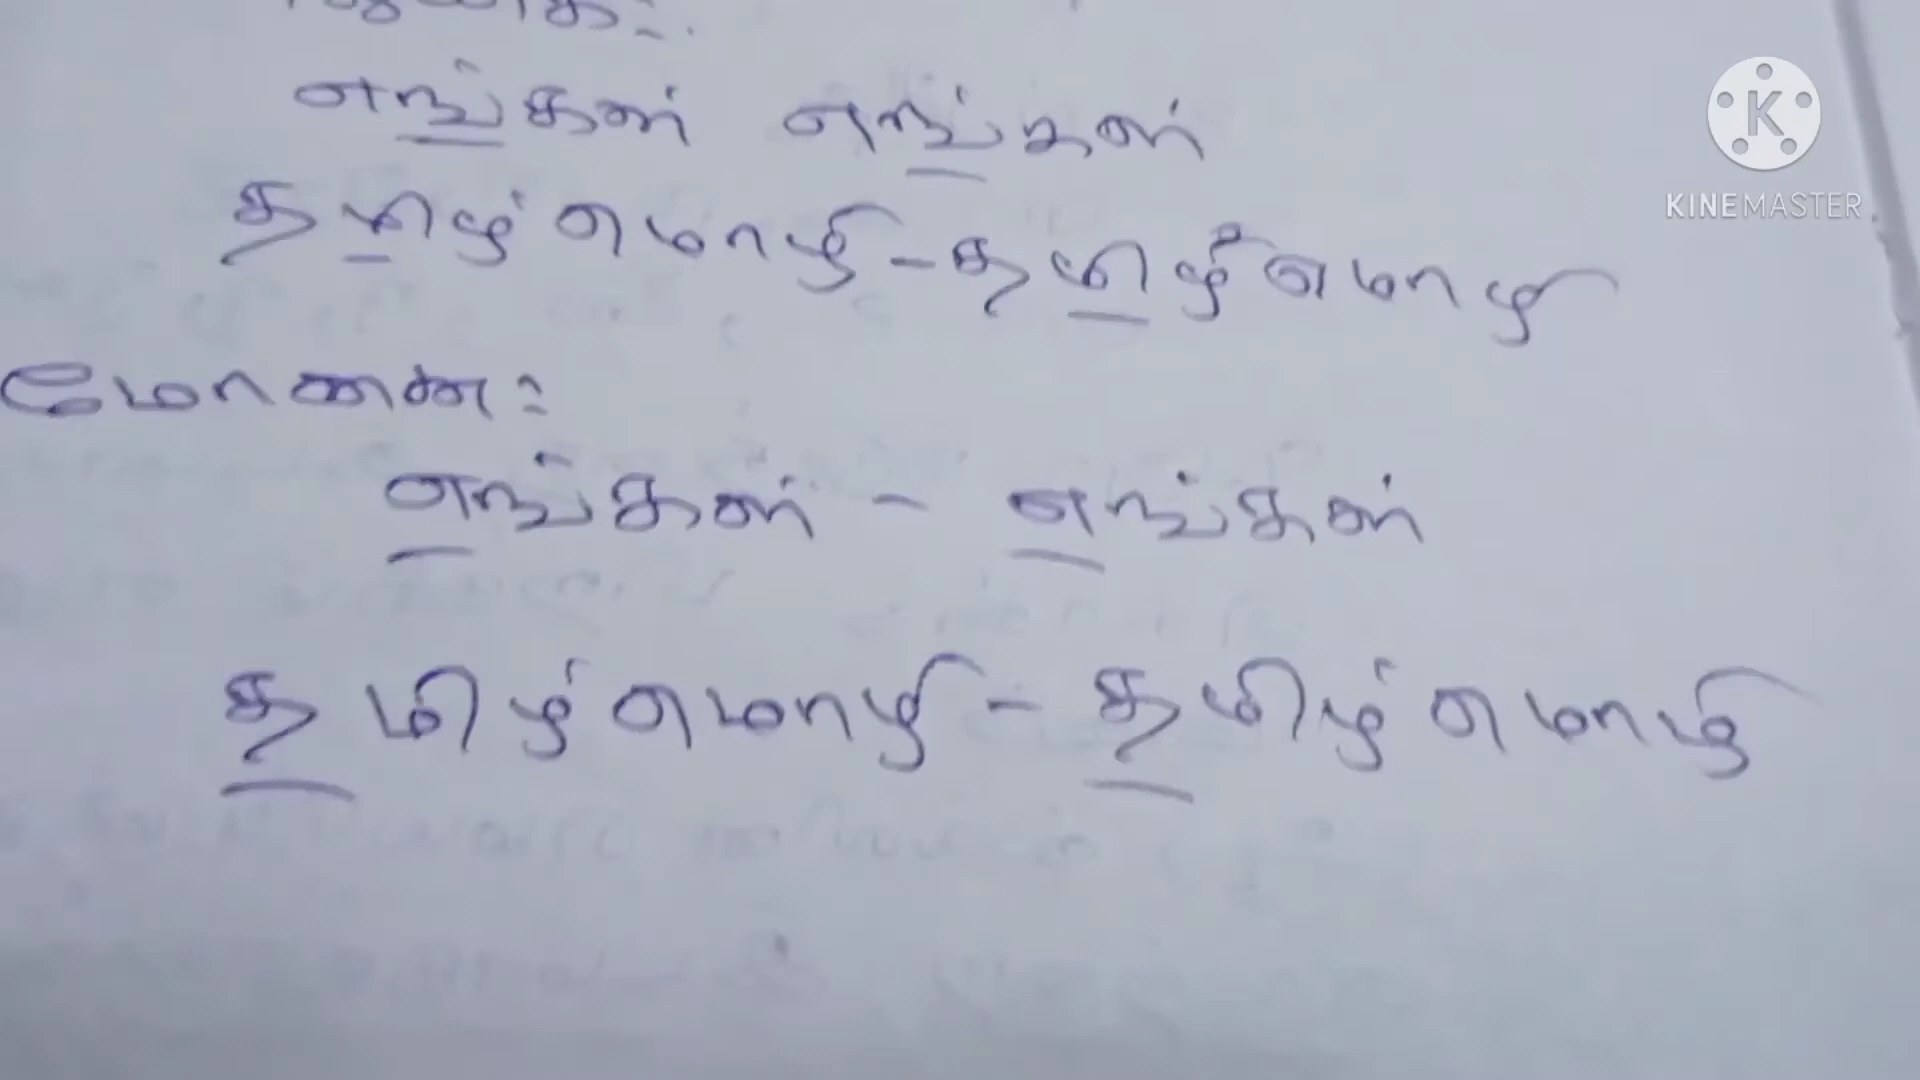 எங்கள் எங்கள்
தமிழ்மொழி - தமிழ்மொழி
மோனை:-
எங்கள் - எங்கள்
தமிழ்மொழி - தமிழ்மொழி
KINEMASTER